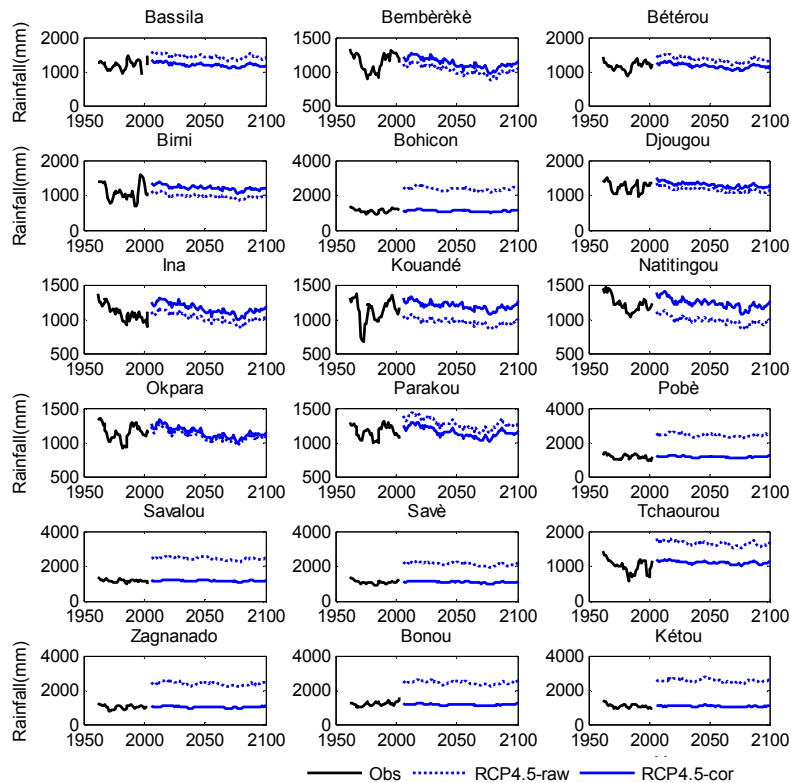 Bassila Bembèrèkè Bétérou
Rainfall(mm)
2000 1500 2000
1000 1000 1000
0 500 0
1950 2000 2050 2100 1950 2000 2050 2100 1950 2000 2050 2100
Birni Bohicon Djougou
Rainfall(mm)
2000 4000 2000
1000 2000 1000
0 0 0
1950 2000 2050 2100 1950 2000 2050 2100 1950 2000 2050 2100
Ina Kouandé Natitingou
Rainfall(mm)
1500 1500 1500
1000 1000 1000
500 500 500
1950 2000 2050 2100 1950 2000 2050 2100 1950 2000 2050 2100
Okpara Parakou Pobè
Rainfall(mm)
1500 1500 4000
1000 1000 2000
500 500 0
1950 2000 2050 2100 1950 2000 2050 2100 1950 2000 2050 2100
Savalou Savè Tchaourou
Rainfall(mm)
4000 4000 2000
2000 2000 1000
0 0 0
1950 2000 2050 2100 1950 2000 2050 2100 1950 2000 2050 2100
Zagnanado Bonou Kétou
Rainfall(mm)
4000 4000 4000
2000 2000 2000
0 0 0
1950 2000 2050 2100 1950 2000 2050 2100 1950 2000 2050 2100
Obs RCP4.5-raw RCP4.5-cor